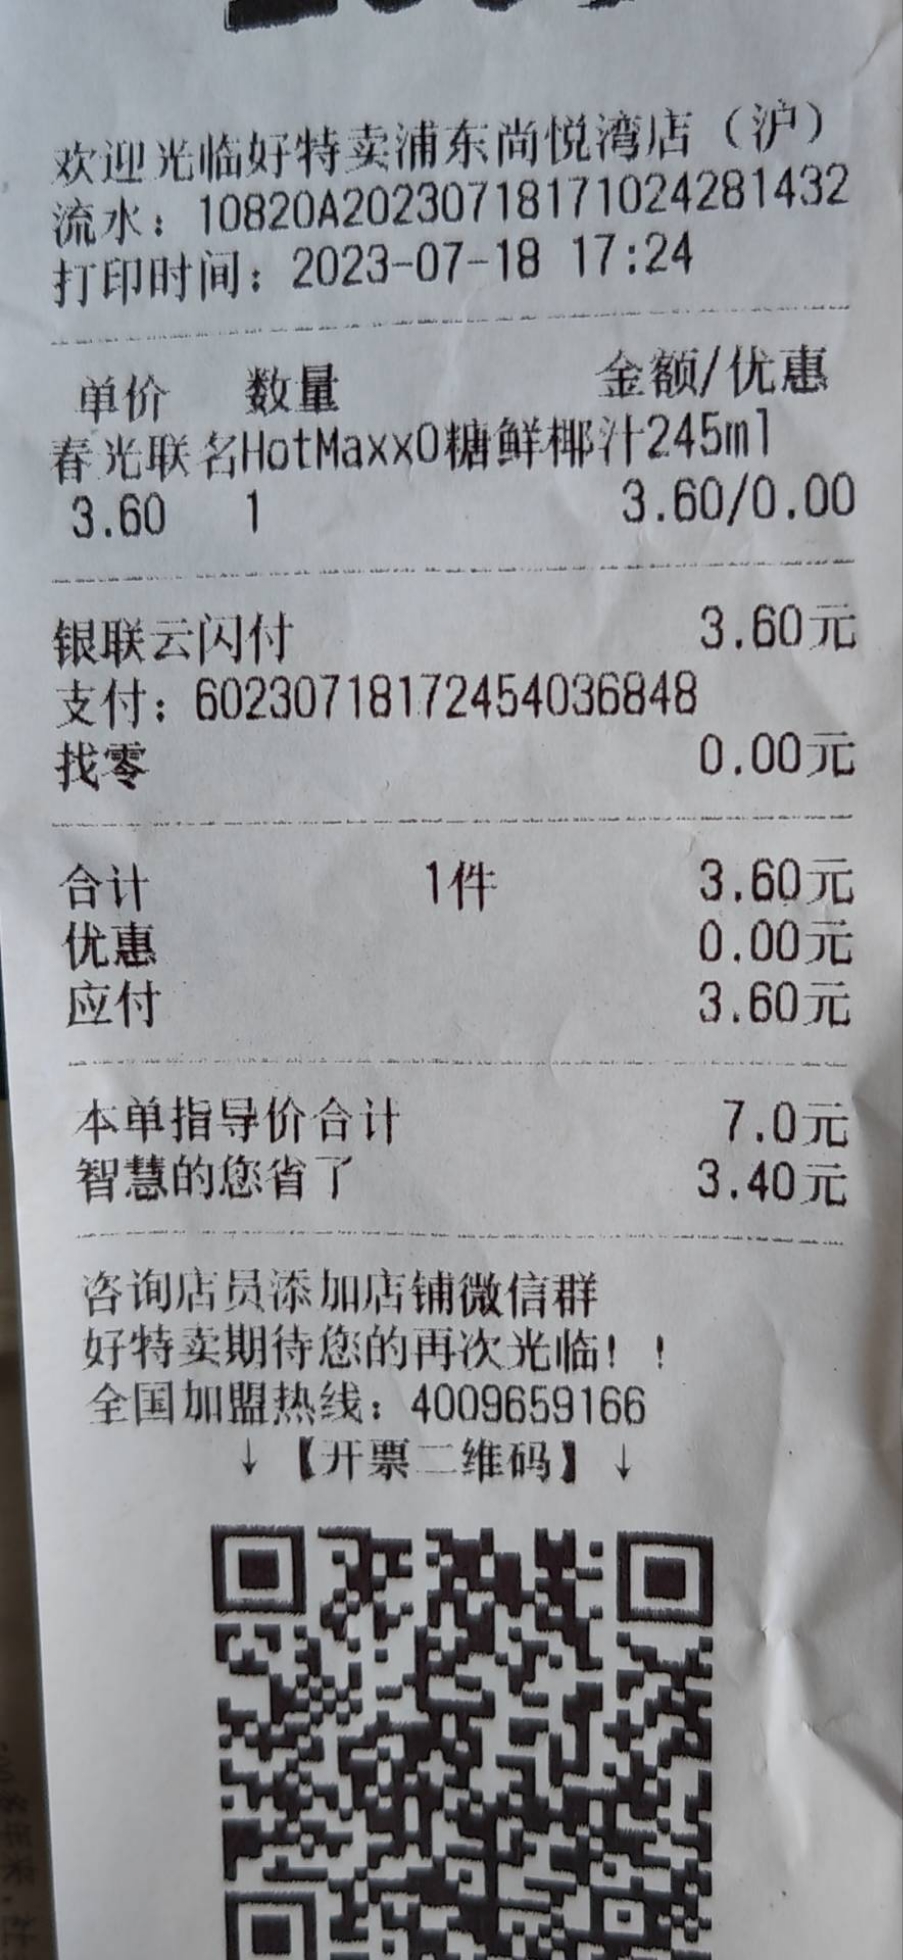 欢迎光临好特卖浦东尚悦湾店（沪）
流水：10820A20230718171024281432
打印时间：2023-07-18 17:24
单价 数量 金额/优惠
春光联名HotMaxx0糖鲜椰汁245ml
3.60 1 3.60/0.00
银联云闪付 3.60元
支付：60230718172454036848
找零 0.00元
合计 1件 3.60元
优惠 0.00元
应付 3.60元
本单指导价合计 7.0元
智慧的您省了 3.40元
咨询店员添加店铺微信群
好特卖期待您的再次光临！！
全国加盟热线：4009659166
↓【开票二维码】↓